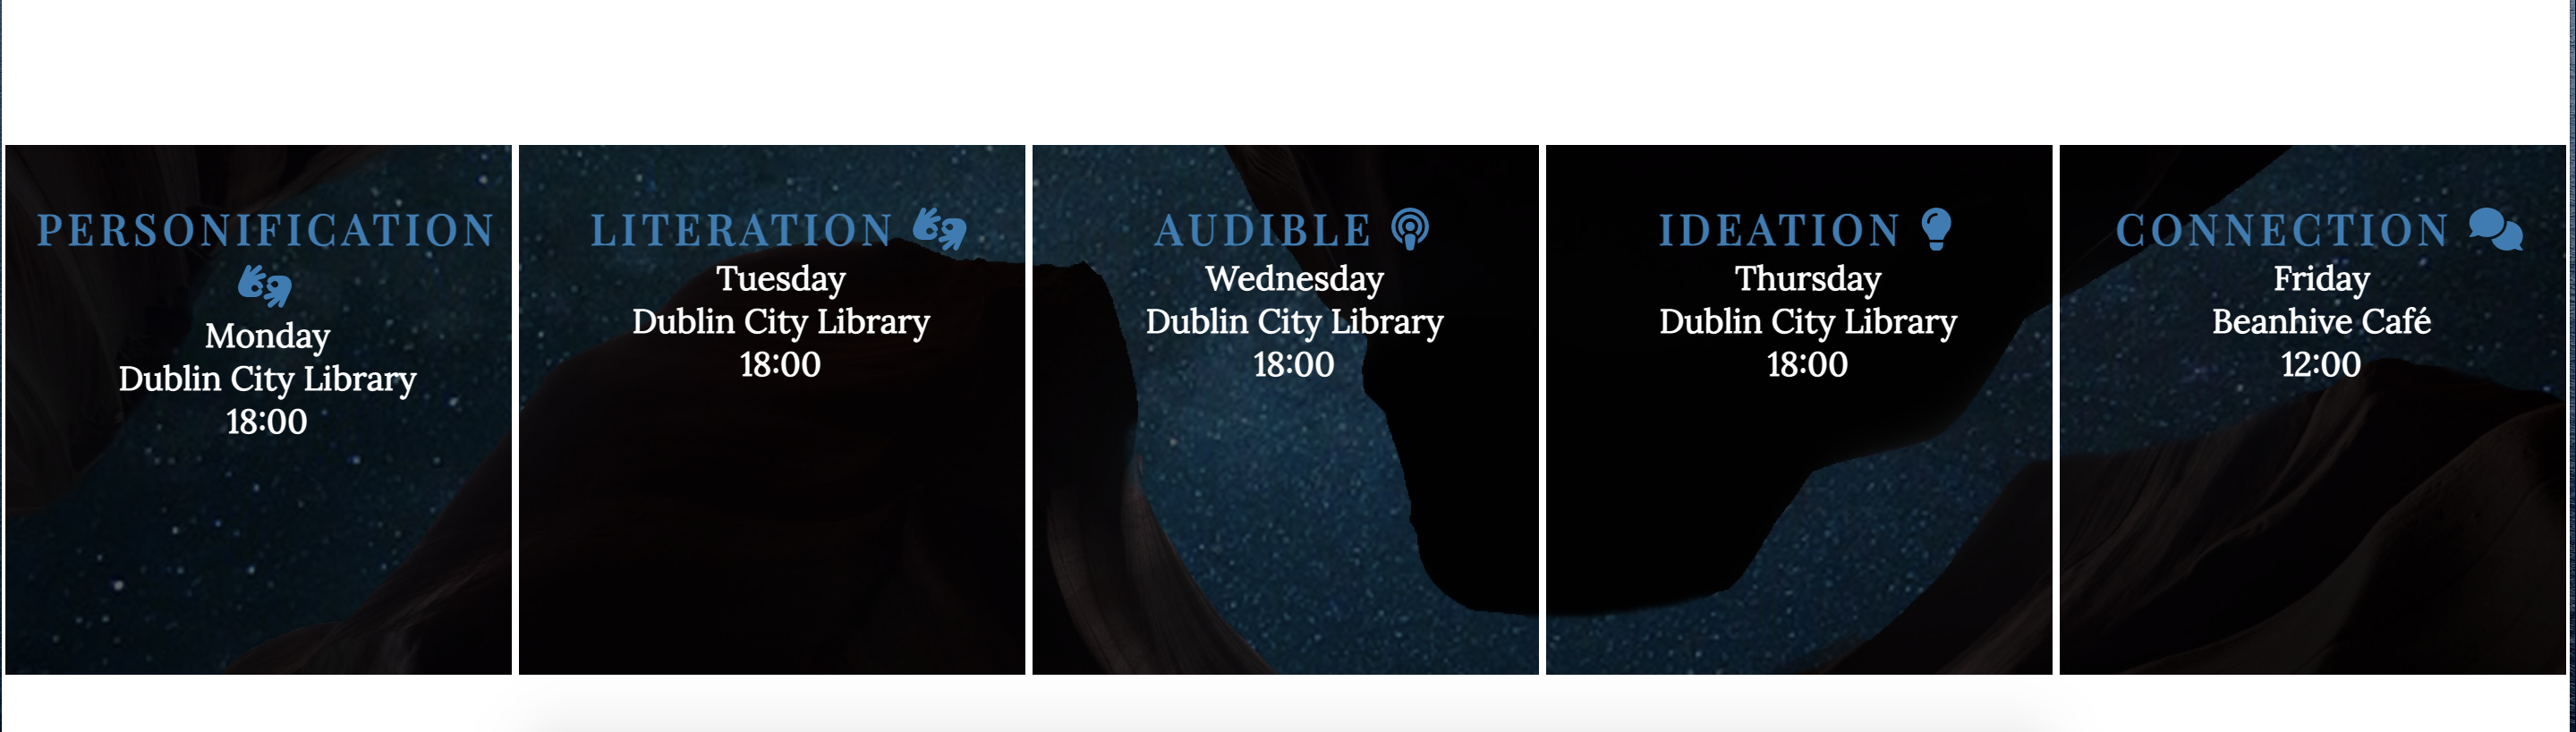 PERSONIFICATION
Monday
Dublin City Library
18:00
LITERATION
Tuesday
Dublin City Library
18:00
AUDIBLE
Wednesday
Dublin City Library
18:00
IDEATION
Thursday
Dublin City Library
18:00
CONNECTION
Friday
Beanhive Café
12:00